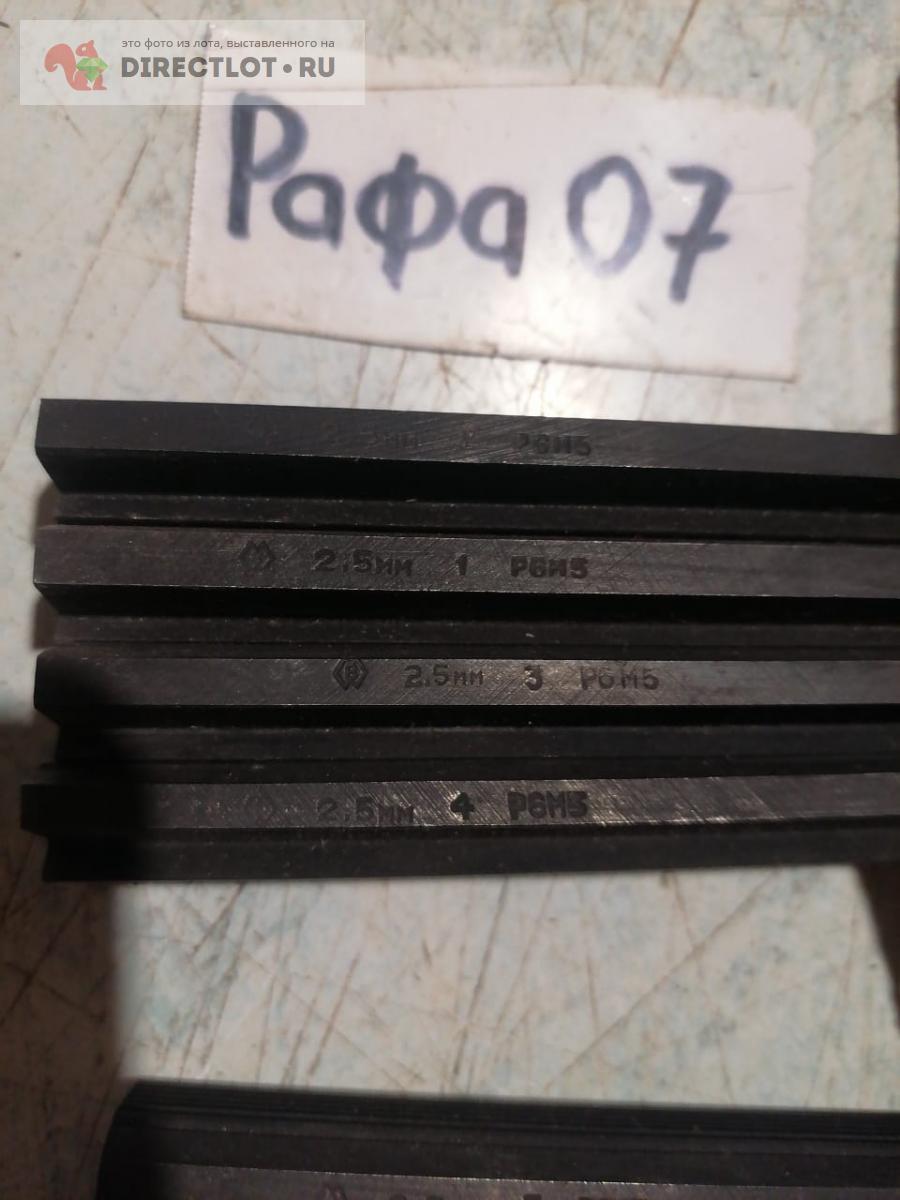 это фото из лота, выставленного на
DIRECTLOT.RU
Рафа 07
Р6М5
2,5мм 1 Р6М5
2.5мм 3 Р6М5
2,5мм 4 Р6М5